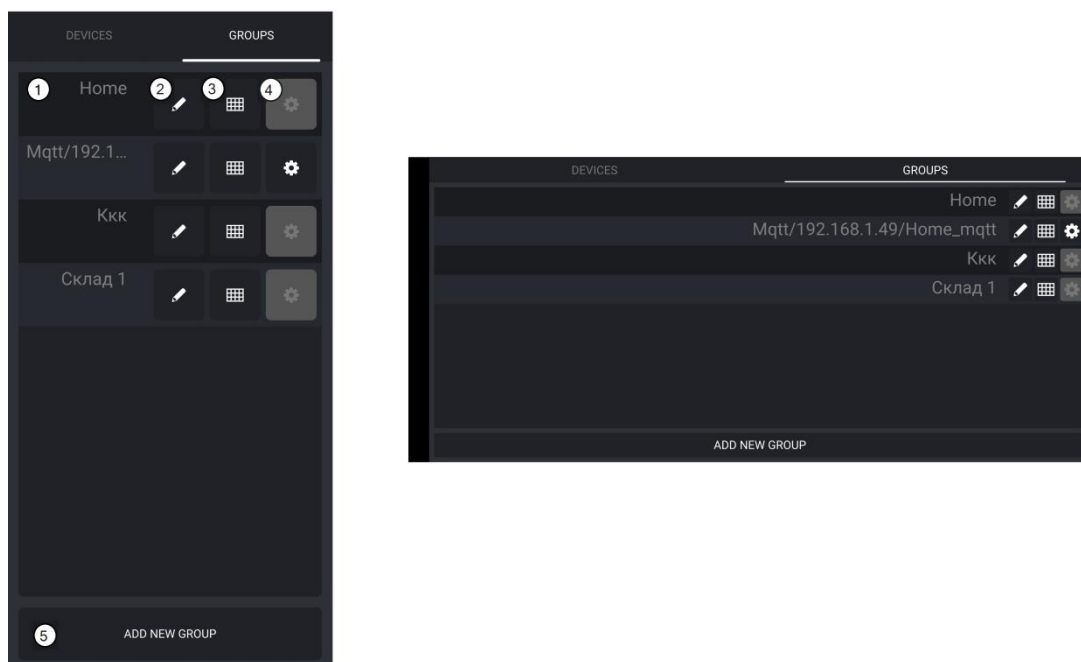 DEVICES GROUPS
1 Home 2 3 4
Mqtt/192.1...
Ккк
Склад 1
5 ADD NEW GROUP
DEVICES GROUPS
Home
Mqtt/192.168.1.49/Home_mqtt
Ккк
Склад 1
ADD NEW GROUP